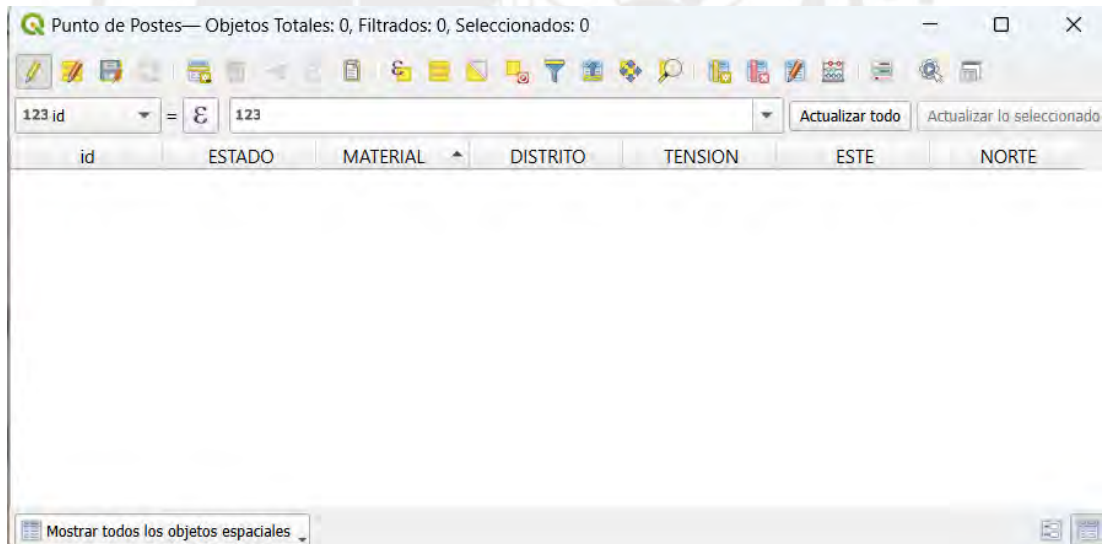 Punto de Postes— Objetos Totales: 0, Filtrados: 0, Seleccionados: 0
123 id = ε 123 Actualizar todo Actualizar lo seleccionado
id ESTADO MATERIAL DISTRITO TENSION ESTE NORTE
Mostrar todos los objetos espaciales